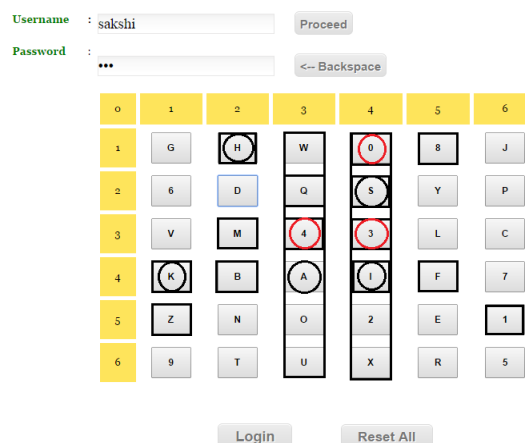 Username : sakshi Proceed
Password : ••• <-- Backspace
0 1 2 3 4 5 6
1 G H W 0 8 J
2 6 D Q S Y P
3 V M 4 3 L C
4 K B A I F 7
5 Z N O 2 E 1
6 9 T U X R 5
Login Reset All